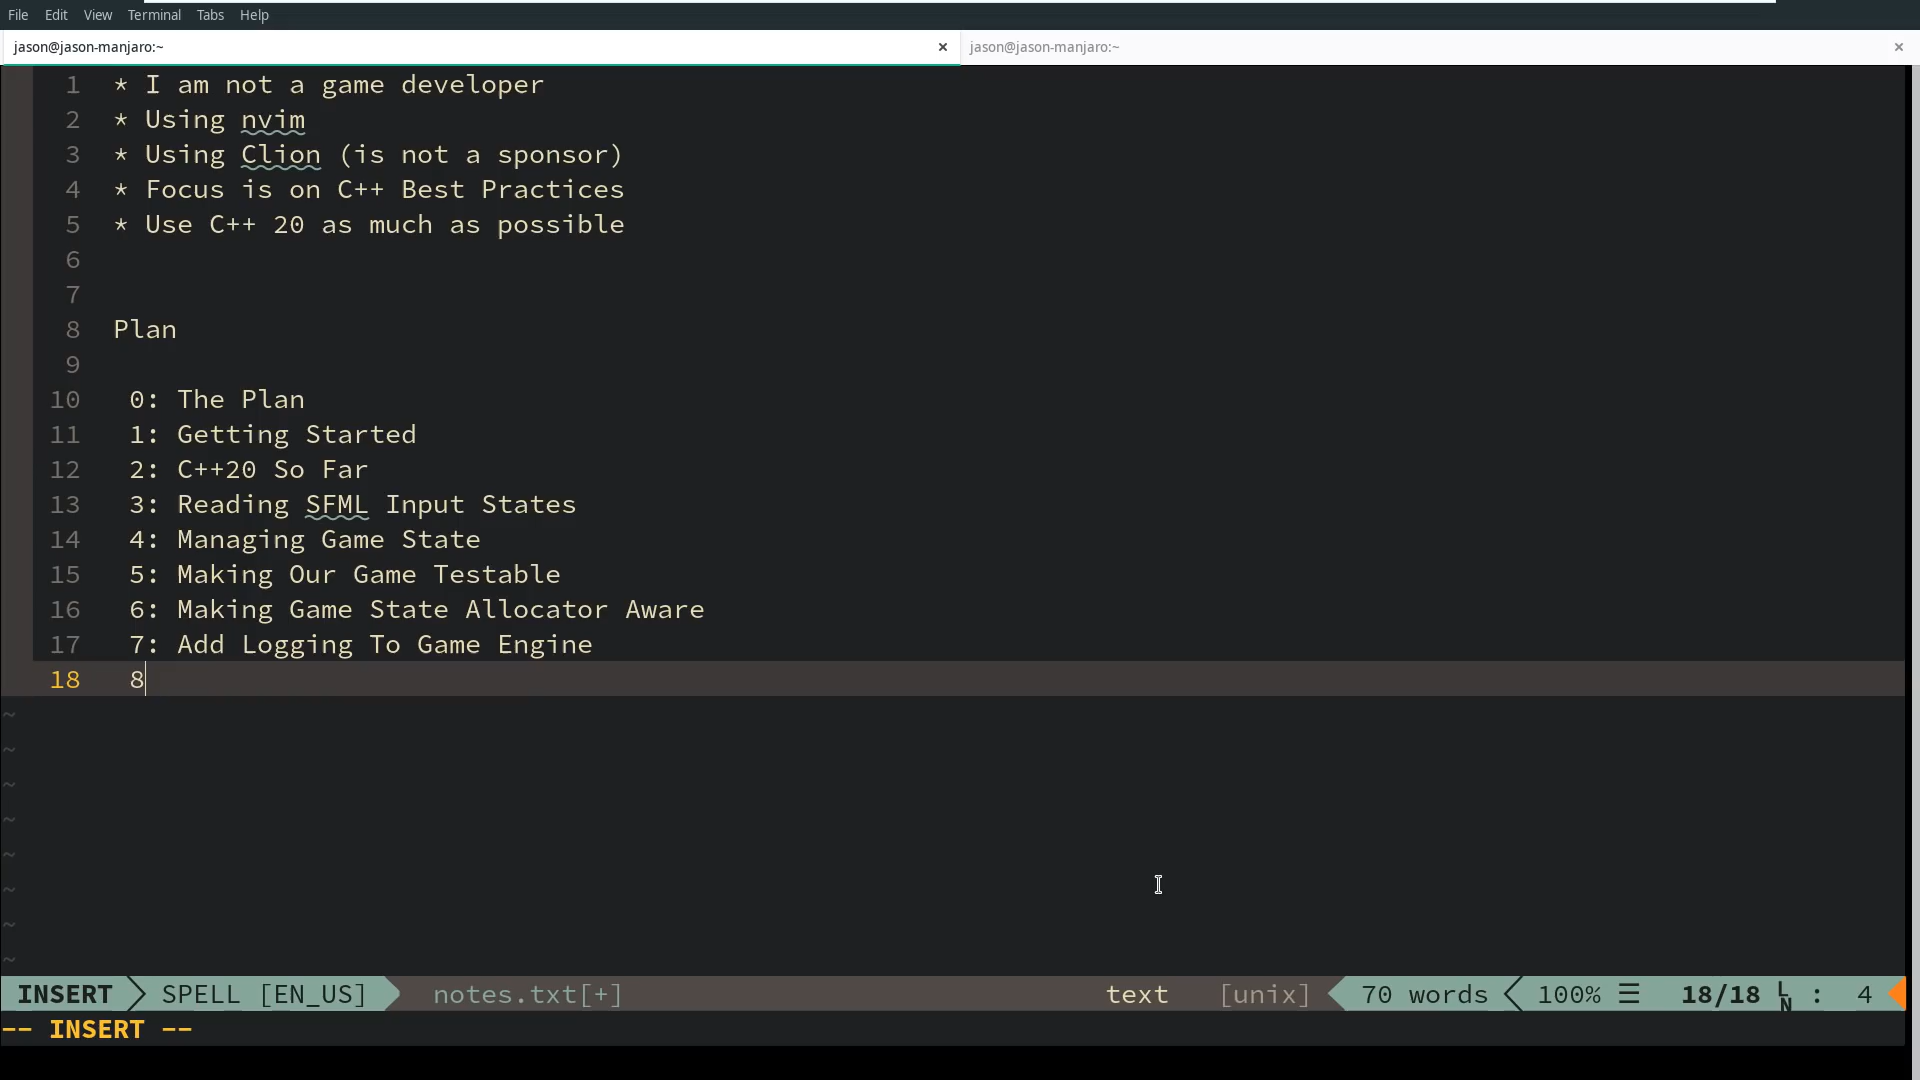 File Edit View Terminal Tabs Help
jason@jason-manjaro:~ × jason@jason-manjaro:~ ×
1 * I am not a game developer
2 * Using nvim
3 * Using Clion (is not a sponsor)
4 * Focus is on C++ Best Practices
5 * Use C++ 20 as much as possible
6
7
8 Plan
9
10 0: The Plan
11 1: Getting Started
12 2: C++20 So Far
13 3: Reading SFML Input States
14 4: Managing Game State
15 5: Making Our Game Testable
16 6: Making Game State Allocator Aware
17 7: Add Logging To Game Engine
18 8
~
~
~
~
~
~
~
~
INSERT SPELL [EN_US] notes.txt[+] text [unix] 70 words 100% ☰ 18/18 LN : 4
-- INSERT --